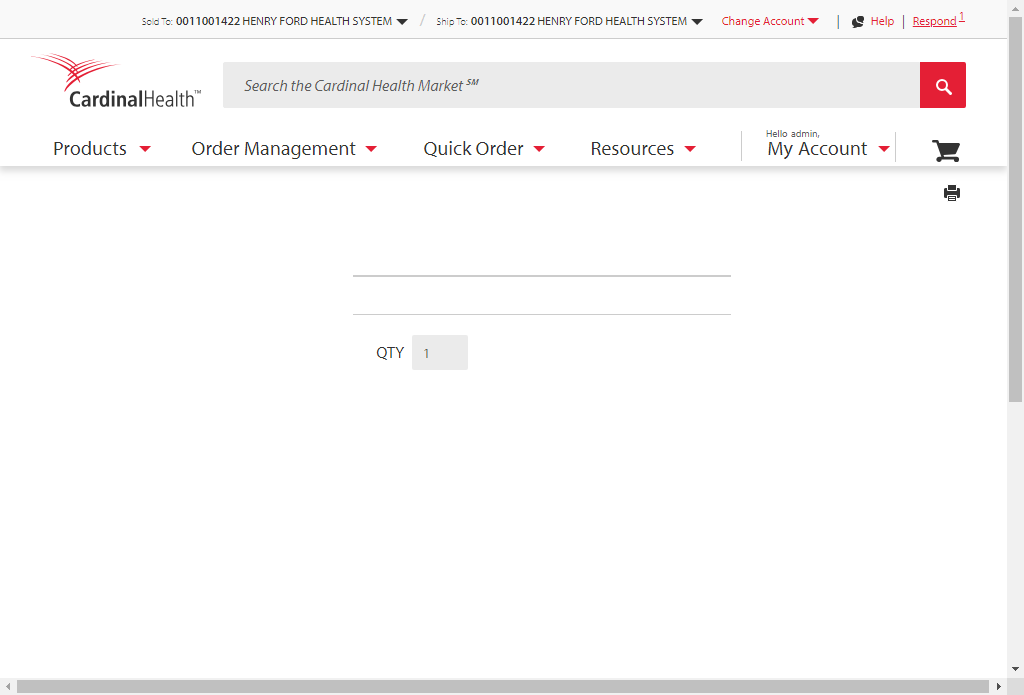 Sold To: 0011001422 HENRY FORD HEALTH SYSTEM / Ship To: 0011001422 HENRY FORD HEALTH SYSTEM Change Account | Help | Respond 1
CardinalHealth™
Search the Cardinal Health Market ℠
Hello admin,
Products Order Management Quick Order Resources My Account
QTY 1